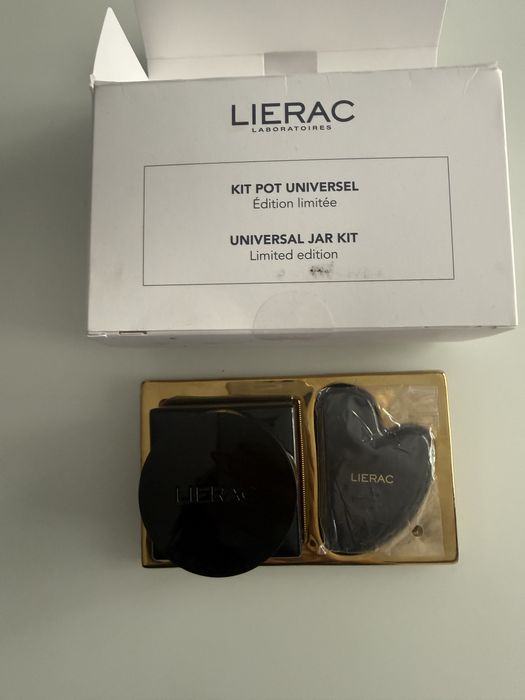 LIERAC
LABORATOIRES
KIT POT UNIVERSEL
Édition limitée
UNIVERSAL JAR KIT
Limited edition
LIERAC
LIERAC